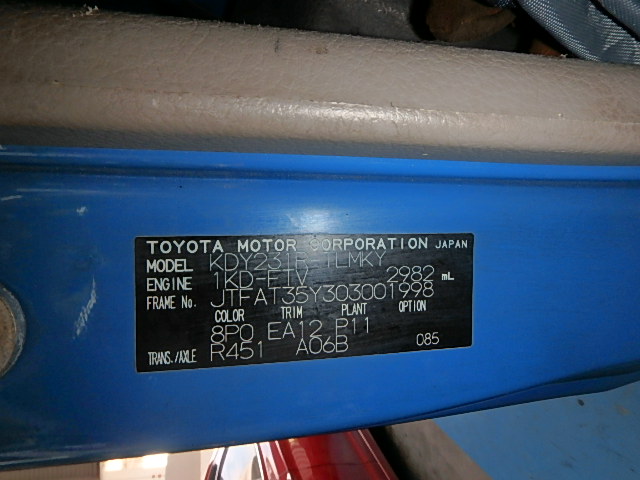 TOYOTA MOTOR CORPORATION JAPAN
MODEL
ENGINE 1KD-FTV 2982 mL
FRAME No. JTFAT35Y303001998
COLOR TRIM PLANT OPTION
8P0 EA12 P11 085
TRANS./AXLE R451 A06B